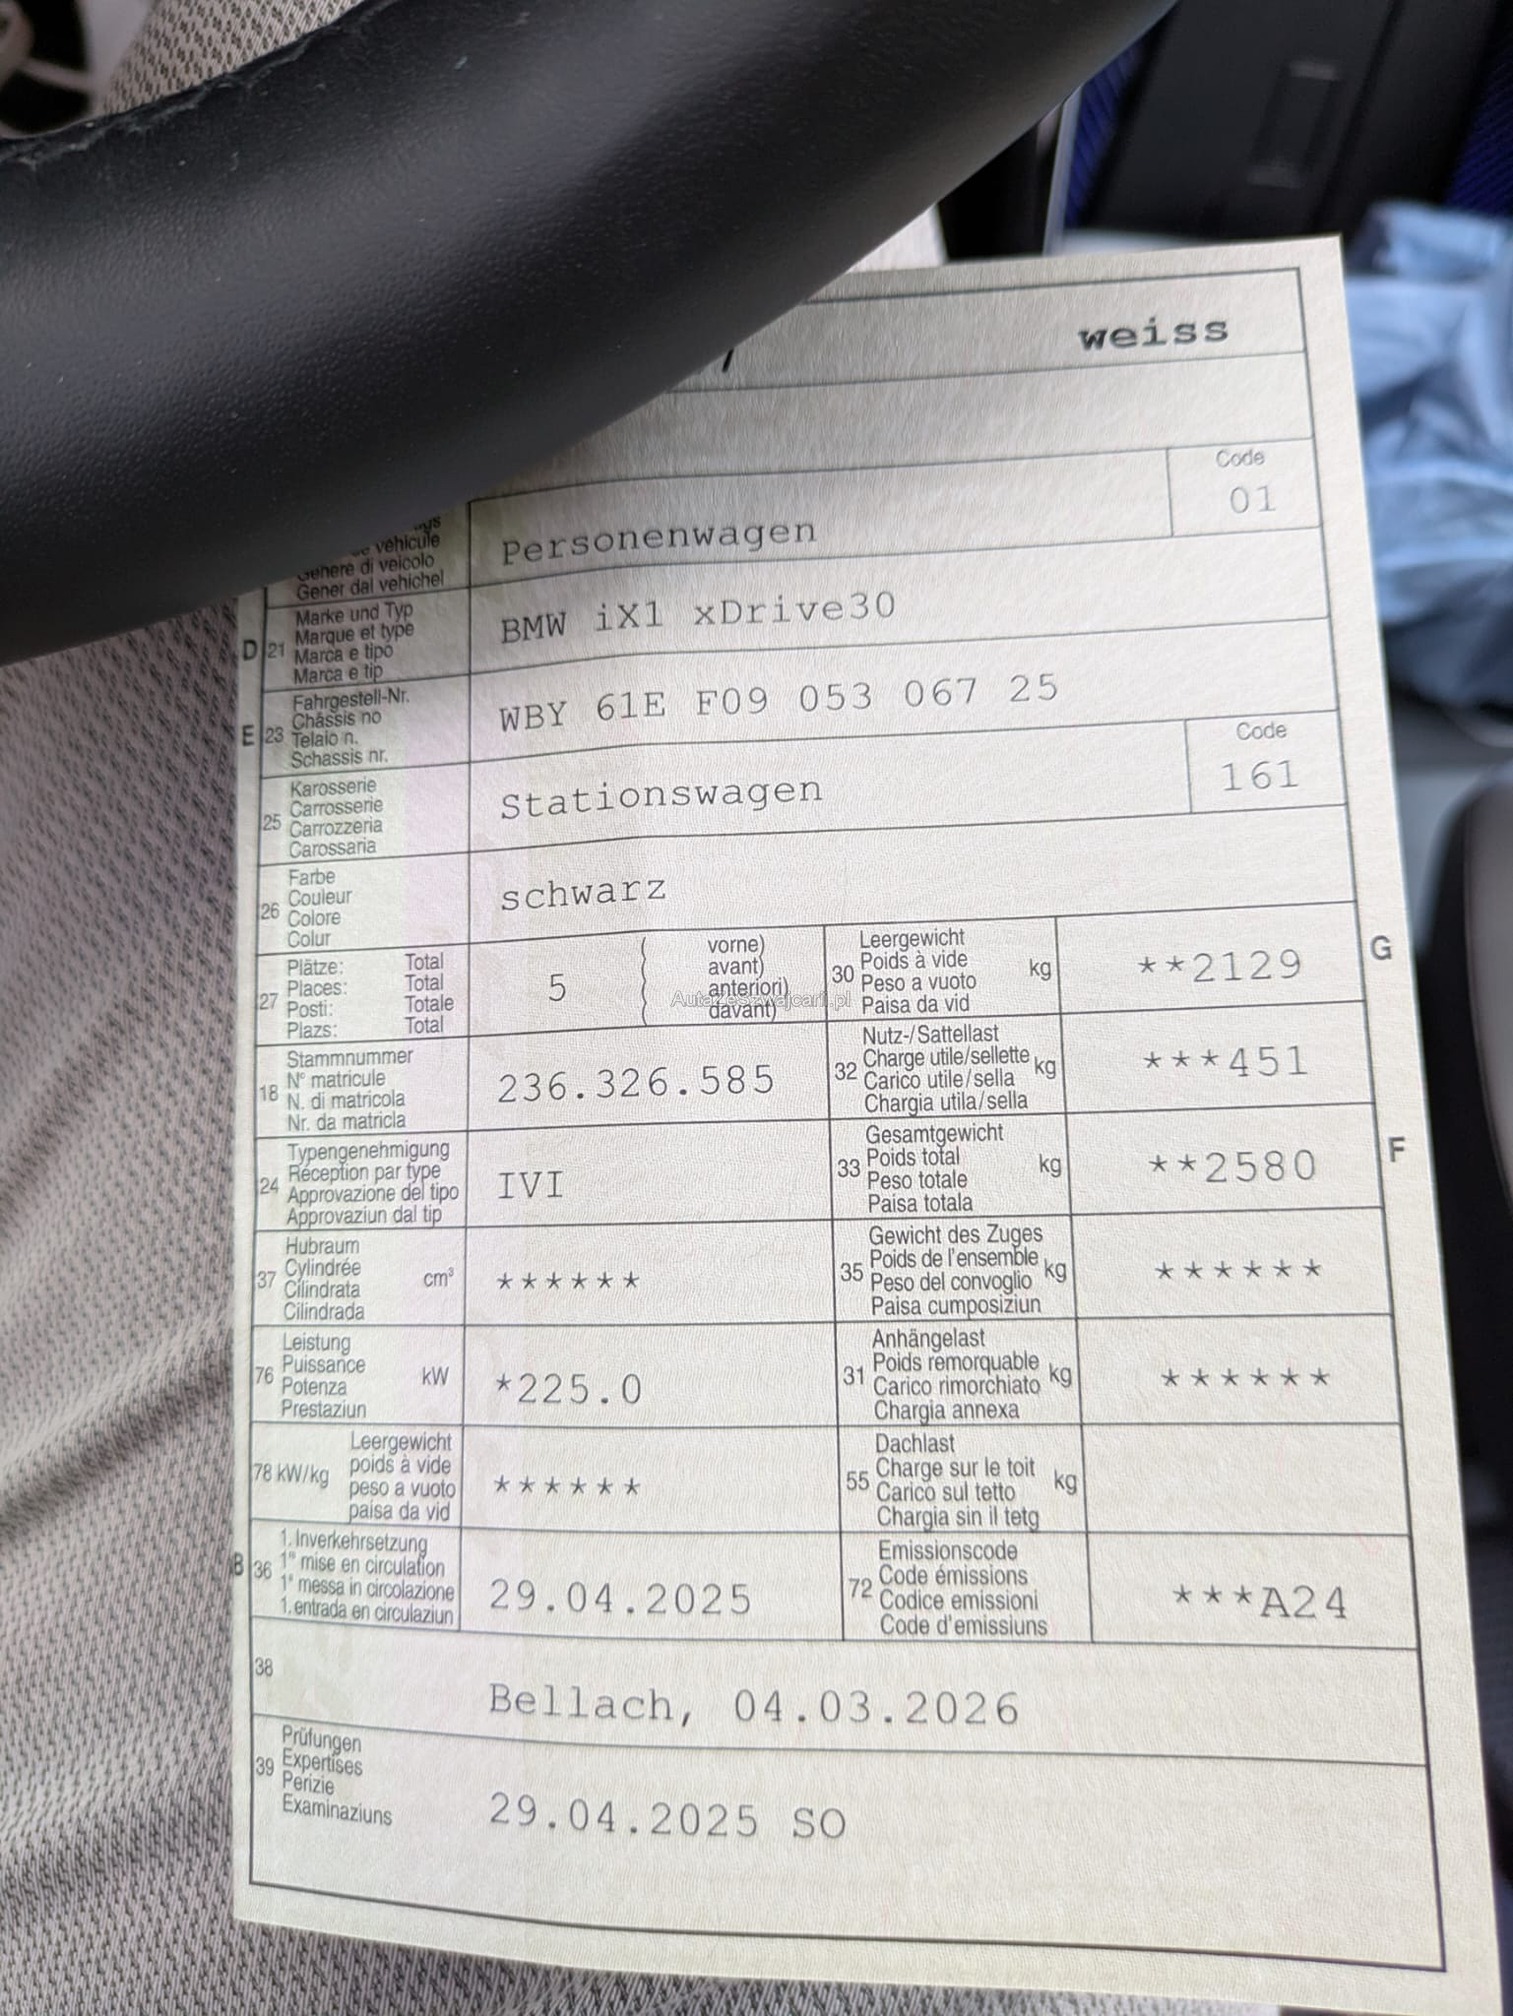 weiss
Code
01
véhicule
Genere di veicolo
Gener dal vehichel
Personenwagen
D 21
Marke und Typ
Marque et type
Marca e tipo
Marca e tip
BMW iX1 xDrive30
E 23
Fahrgestell-Nr.
Châssis no
Telaio n.
Schassis nr.
WBY 61E F09 053 067 25
25
Karosserie
Carrosserie
Carrozzeria
Carossaria
Stationswagen
Code
161
26
Farbe
Couleur
Colore
Colur
schwarz
27
Plätze: Total
Places: Total
Posti: Totale
Plazs: Total
5
vorne)
avant)
anteriori)
davant)
AutazeSzwajcarii.pl
30
Leergewicht
Poids à vide
Peso a vuoto
Paisa da vid
kg
**2129
G
18
Stammnummer
N° matricule
N. di matricola
Nr. da matricla
236.326.585
32
Nutz-/Sattellast
Charge utile/sellette
Carico utile/sella
Chargia utila/sella
kg
***451
24
Typengenehmigung
Réception par type
Approvazione del tipo
Approvaziun dal tip
IVI
33
Gesamtgewicht
Poids total
Peso totale
Paisa totala
kg
**2580
F
37
Hubraum
Cylindrée
Cilindrata
Cilindrada
cm³
******
35
Gewicht des Zuges
Poids de l'ensemble
Peso del convoglio
Paisa cumposiziun
kg
******
76
Leistung
Puissance
Potenza
Prestaziun
kW
*225.0
31
Anhängelast
Poids remorquable
Carico rimorchiato
Chargia annexa
kg
******
78 kW/kg
Leergewicht
poids à vide
peso a vuoto
paisa da vid
******
55
Dachlast
Charge sur le toit
Carico sul tetto
Chargia sin il tetg
kg
B 36
1. Inverkehrsetzung
1re mise en circulation
1a messa in circolazione
1. entrada en circulaziun
29.04.2025
72
Emissionscode
Code émissions
Codice emissioni
Code d'emissiuns
***A24
38
Bellach, 04.03.2026
39
Prüfungen
Expertises
Perizie
Examinaziuns
29.04.2025 SO